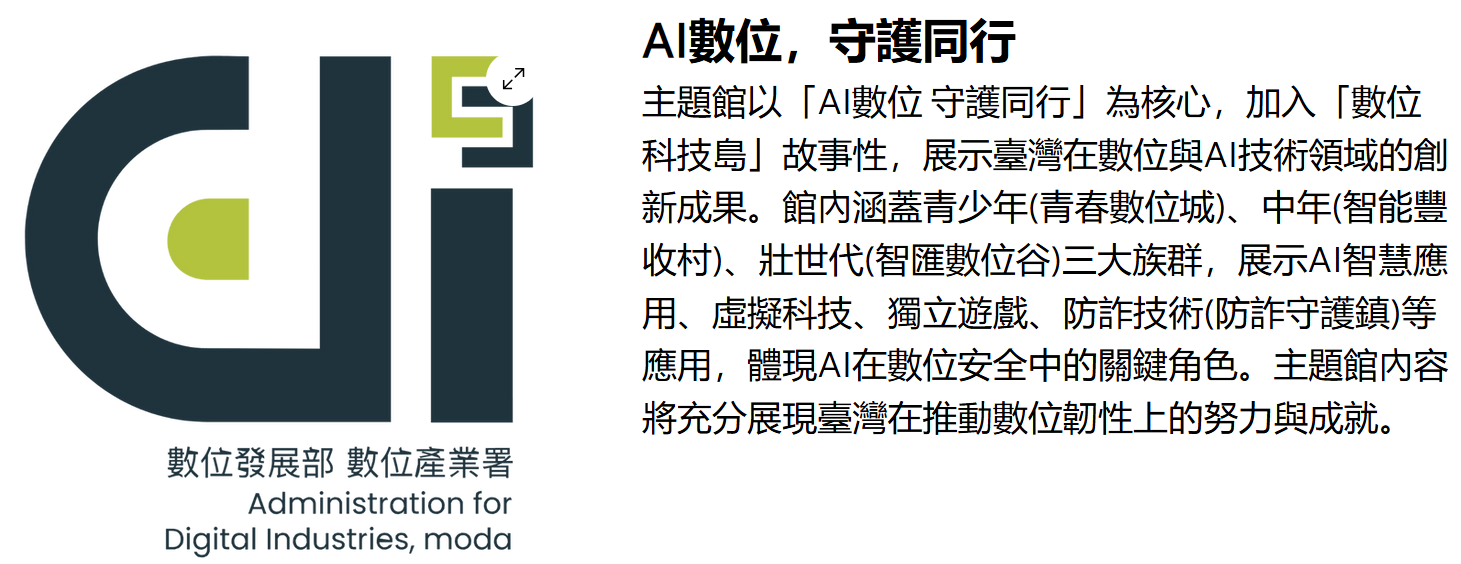 AI數位，守護同行
主題館以「AI數位 守護同行」為核心，加入「數位
科技島」故事性，展示臺灣在數位與AI技術領域的創
新成果。館內涵蓋青少年(青春數位城)、中年(智能豐
收村)、壯世代(智匯數位谷)三大族群，展示AI智慧應
用、虛擬科技、獨立遊戲、防詐技術(防詐守護鎮)等
應用，體現AI在數位安全中的關鍵角色。主題館內容
將充分展現臺灣在推動數位韌性上的努力與成就。
數位發展部 數位產業署
Administration for
Digital Industries, moda